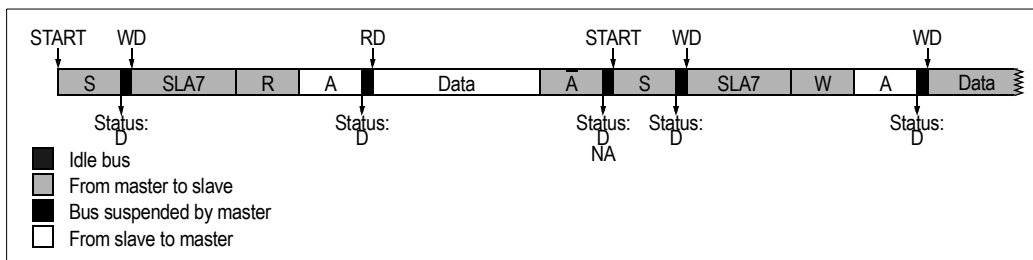 START WD RD START WD WD
S SLA7 R A Data A̅ S SLA7 W A Data
Status: Status: Status: Status: Status:
D D D D D
NA
Idle bus
From master to slave
Bus suspended by master
From slave to master